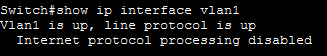 Switch#show ip interface vlan1
Vlan1 is up, line protocol is up
  Internet protocol processing disabled